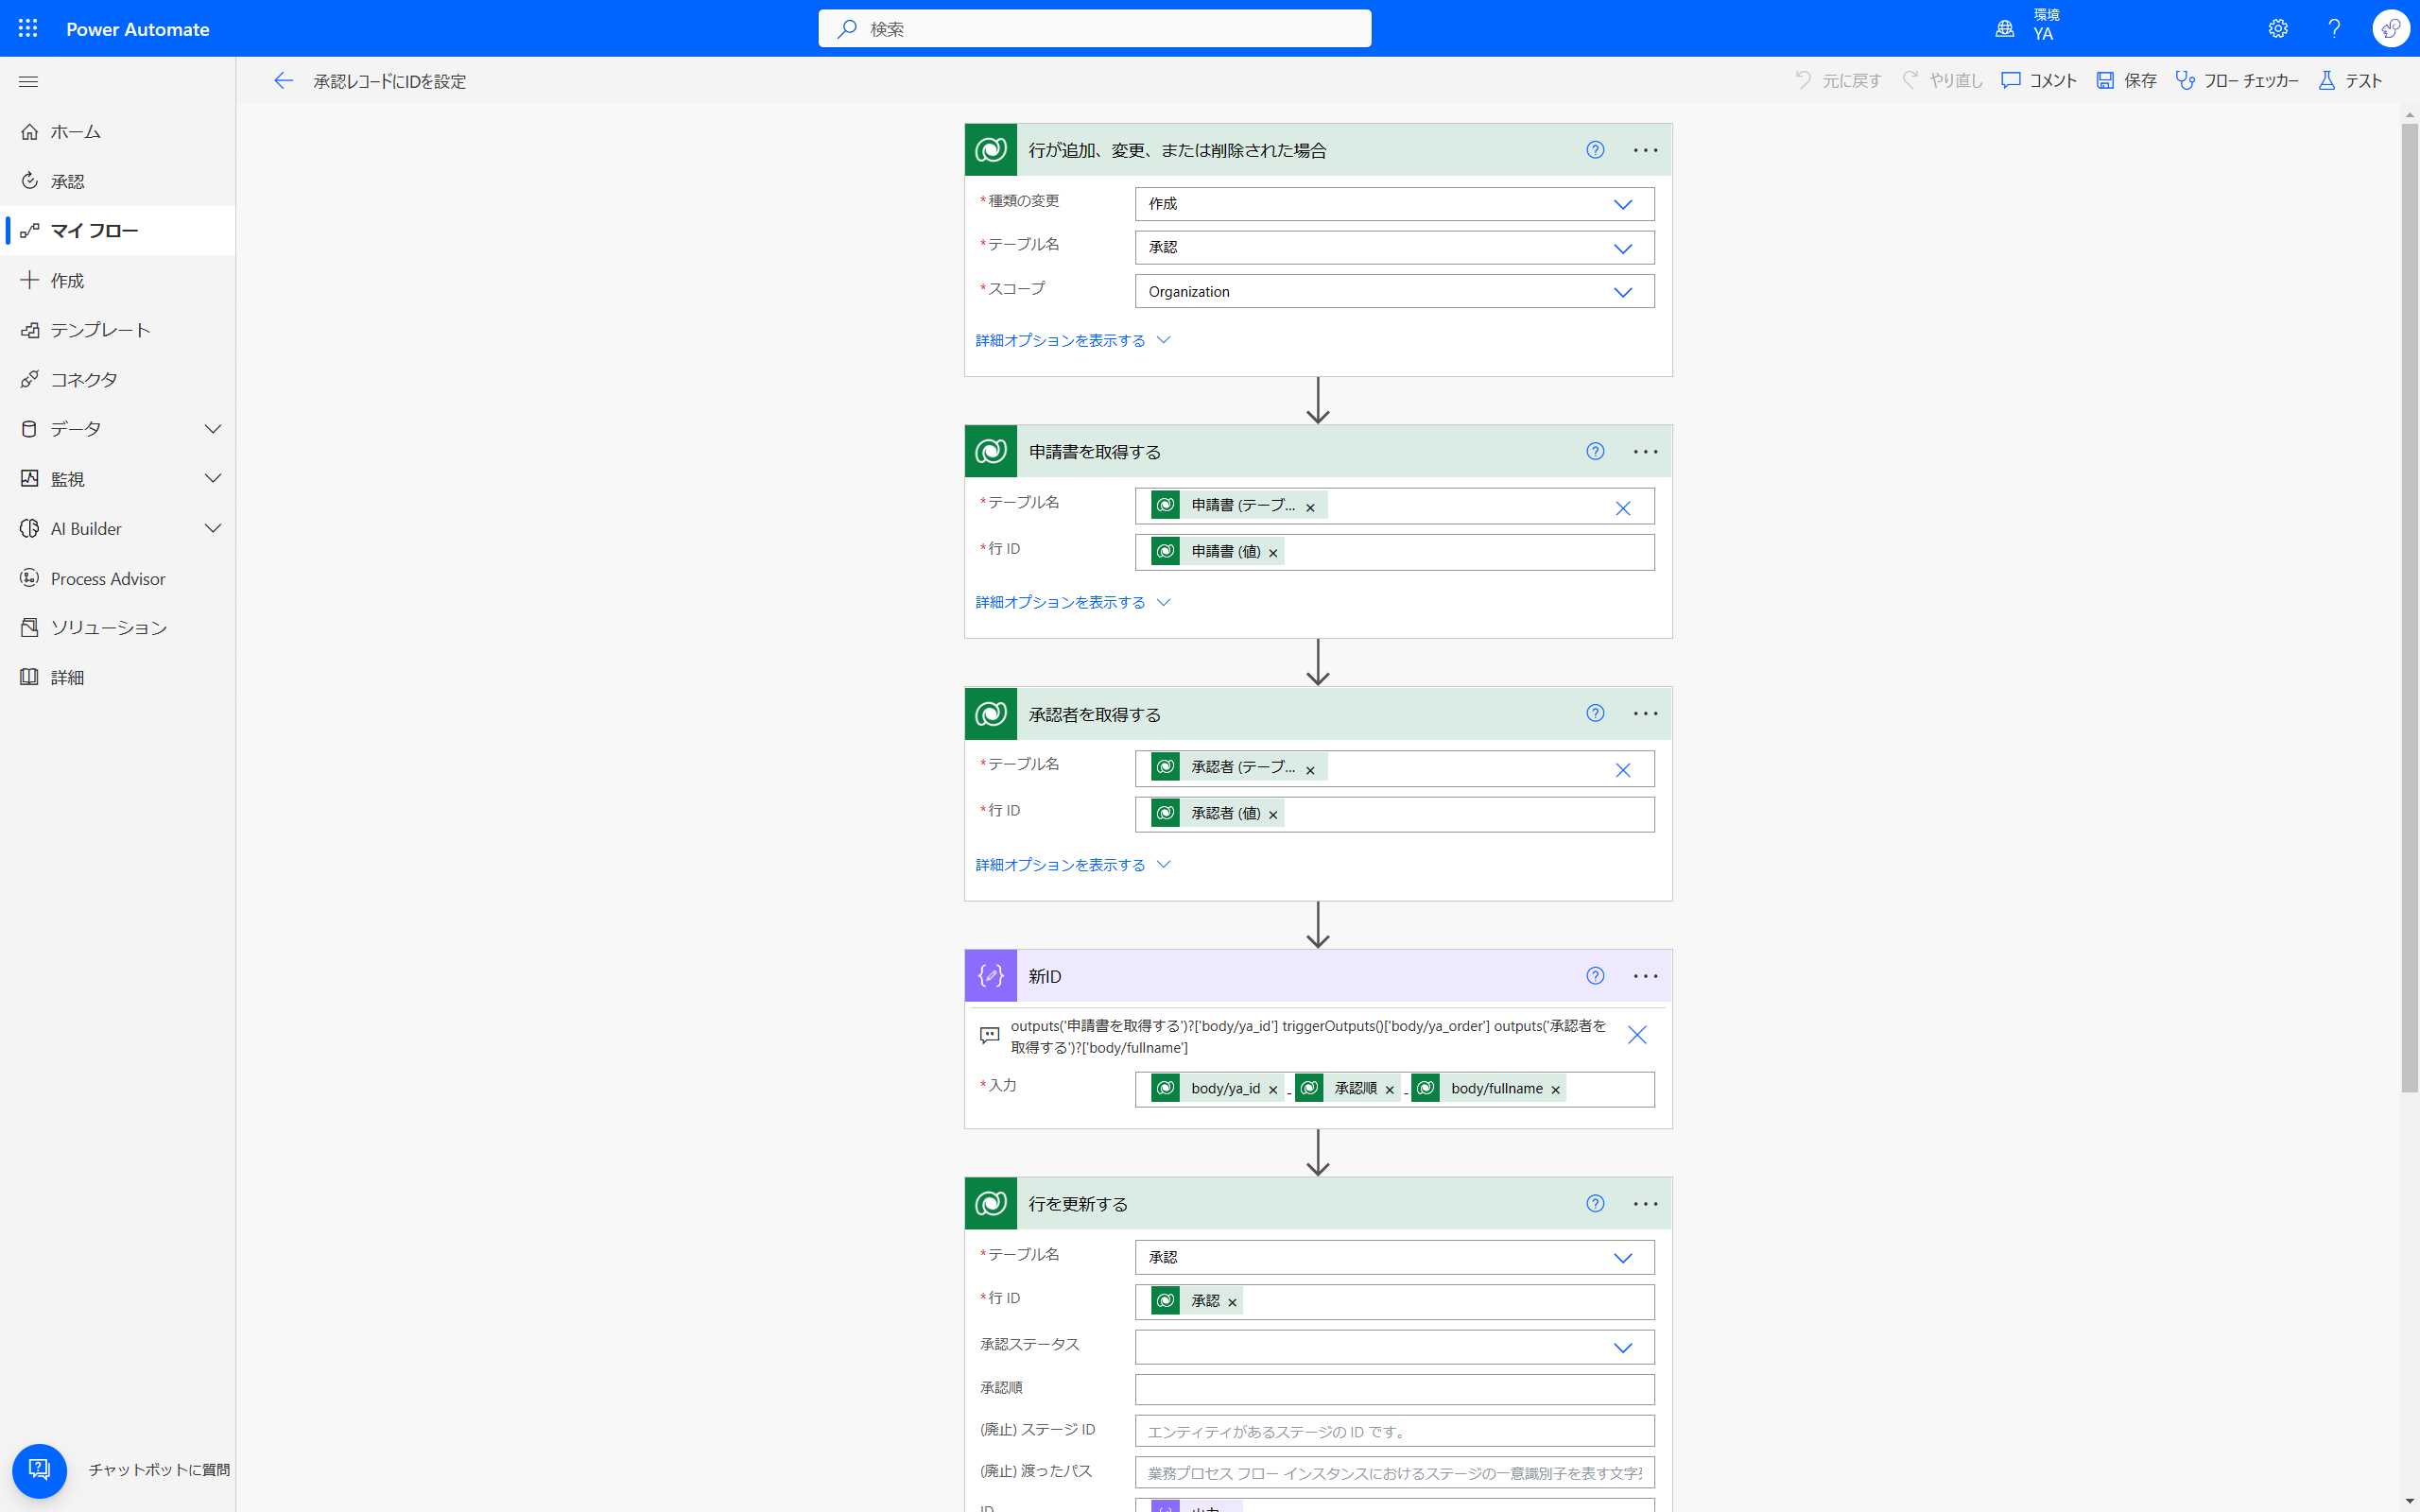 Power Automate
検索
環境
YA
承認レコードにIDを設定
元に戻す
やり直し
コメント
保存
フロー チェッカー
テスト
ホーム
承認
マイ フロー
作成
テンプレート
コネクタ
データ
監視
AI Builder
Process Advisor
ソリューション
詳細
チャットボットに質問
行が追加、変更、または削除された場合
*種類の変更
作成
*テーブル名
承認
*スコープ
Organization
詳細オプションを表示する
申請書を取得する
*テーブル名
申請書 (テーブ... ×
*行 ID
申請書 (値) ×
詳細オプションを表示する
承認者を取得する
*テーブル名
承認者 (テーブ... ×
*行 ID
承認者 (値) ×
詳細オプションを表示する
新ID
outputs('申請書を取得する')?['body/ya_id'] triggerOutputs()['body/ya_order'] outputs('承認者を
取得する')?['body/fullname']
*入力
body/ya_id × - 承認順 × - body/fullname ×
行を更新する
*テーブル名
承認
*行 ID
承認 ×
承認ステータス
承認順
(廃止) ステージ ID
エンティティがあるステージの ID です。
(廃止) 渡ったパス
業務プロセス フロー インスタンスにおけるステージの一意識別子を表す文字
ID
出力